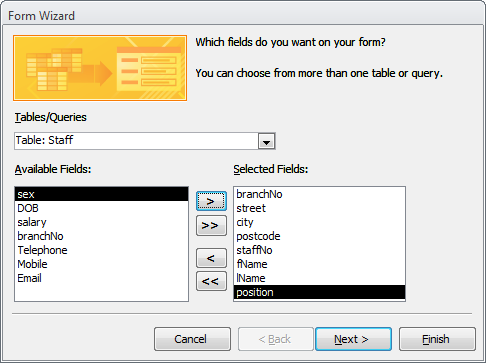 Form Wizard
Which fields do you want on your form?
You can choose from more than one table or query.
Tables/Queries
Table: Staff
Available Fields:
Selected Fields:
sex
DOB
salary
branchNo
Telephone
Mobile
Email
>
>>
<
<<
branchNo
street
city
postcode
staffNo
fName
lName
position
Cancel
< Back
Next >
Finish